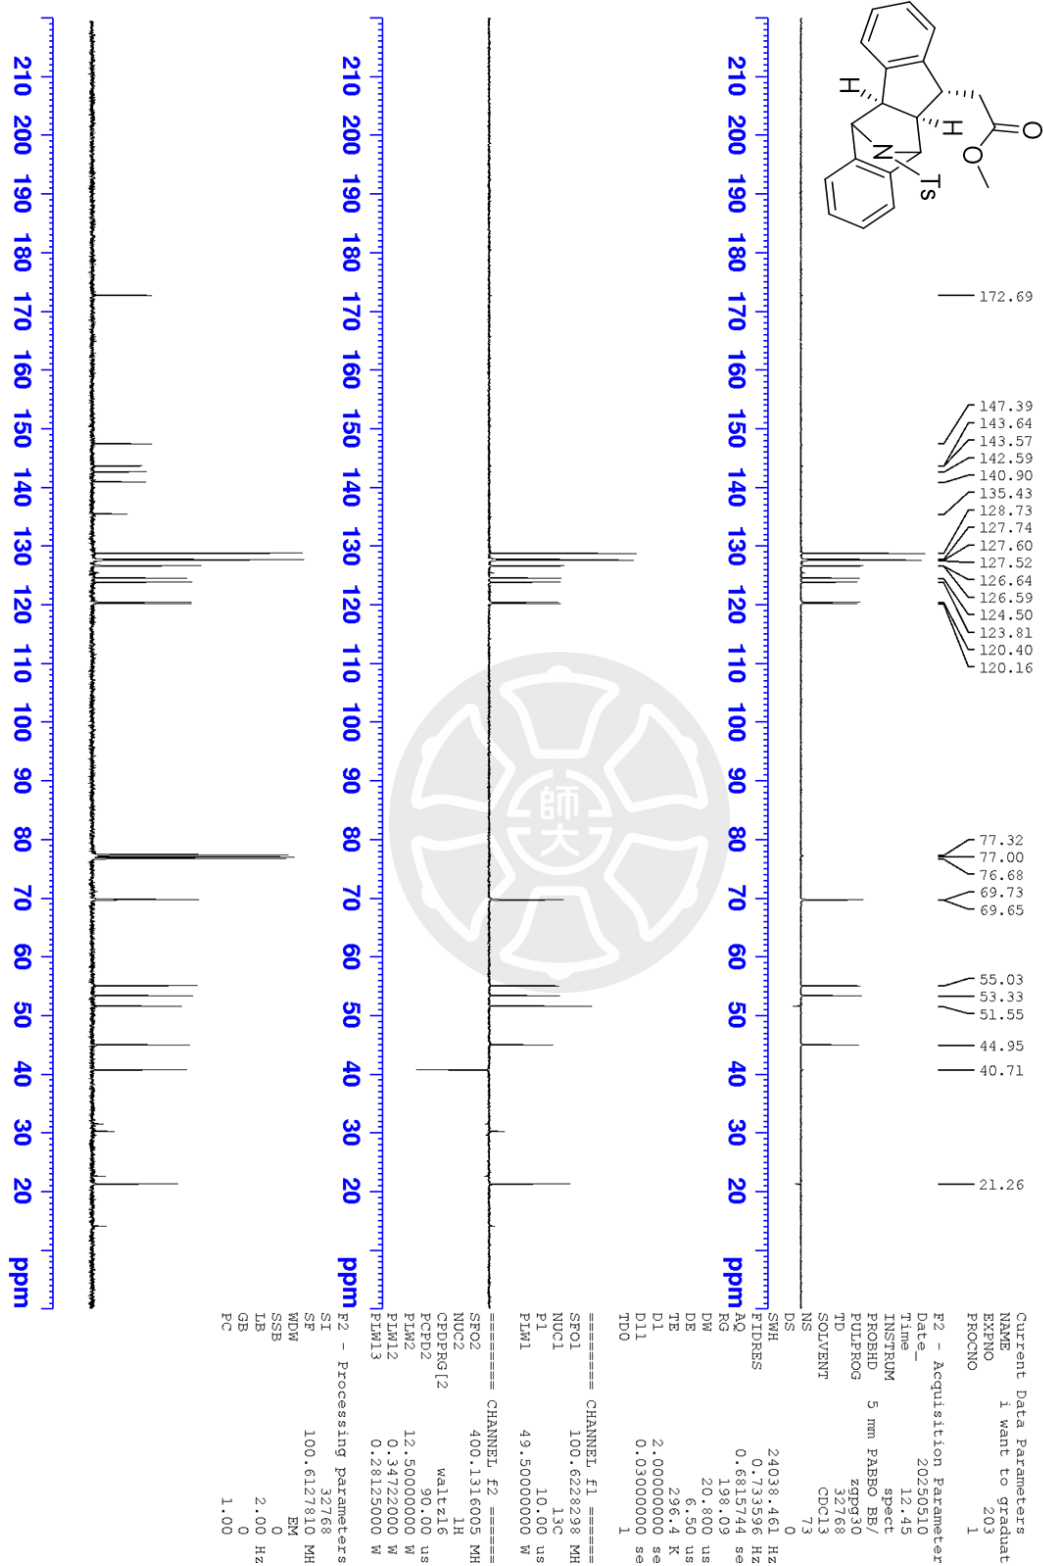 Current Data Parameters
NAME i want to graduat
EXPNO 203
PROCNO 1
F2 - Acquisition Parameter
Date_ 20250510
Time 12.45
INSTRUM spect
PROBHD 5 mm PABBO BB/
PULPROG zgpg30
TD 32768
SOLVENT CDCl3
NS 73
DS 0
SWH 24038.461 Hz
FIDRES 0.733596 Hz
AQ 0.6815744 se
RG 198.09
DW 20.800 us
DE 6.50 us
TE 296.4 K
D1 2.00000000 se
D11 0.03000000 se
TD0 1
======== CHANNEL f1 ======
SFO1 100.6228298 MH
NUC1 13C
P1 10.00 us
PLW1 49.50000000 W
======== CHANNEL f2 ======
SFO2 400.1316005 MH
NUC2 1H
CPDPRG[2 waltz16
PCPD2 90.00 us
PLW2 12.50000000 W
PLW12 0.34722000 W
PLW13 0.28125000 W
F2 - Processing parameters
SI 32768
SF 100.6127810 MH
WDW EM
SSB 0
LB 2.00 Hz
GB 0
PC 1.00
172.69
147.39
143.64
143.57
142.59
140.90
135.43
128.73
127.74
127.60
127.52
126.64
126.59
124.50
123.81
120.40
120.16
77.32
77.00
76.68
69.73
69.65
55.03
53.33
51.55
44.95
40.71
21.26
O
O
H
H
N
Ts
210 200 190 180 170 160 150 140 130 120 110 100 90 80 70 60 50 40 30 20 ppm
師大
210 200 190 180 170 160 150 140 130 120 110 100 90 80 70 60 50 40 30 20 ppm
210 200 190 180 170 160 150 140 130 120 110 100 90 80 70 60 50 40 30 20 ppm